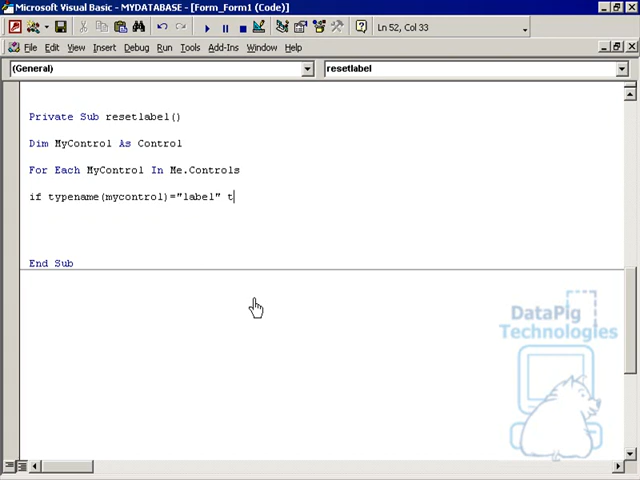 Microsoft Visual Basic - MYDATABASE - [Form_Form1 (Code)]
File Edit View Insert Debug Run Tools Add-Ins Window Help
Ln 52, Col 33
(General) resetlabel
Private Sub resetlabel()
Dim MyControl As Control
For Each MyControl In Me.Controls
if typename(mycontrol)="label" t
End Sub
DataPig
Technologies